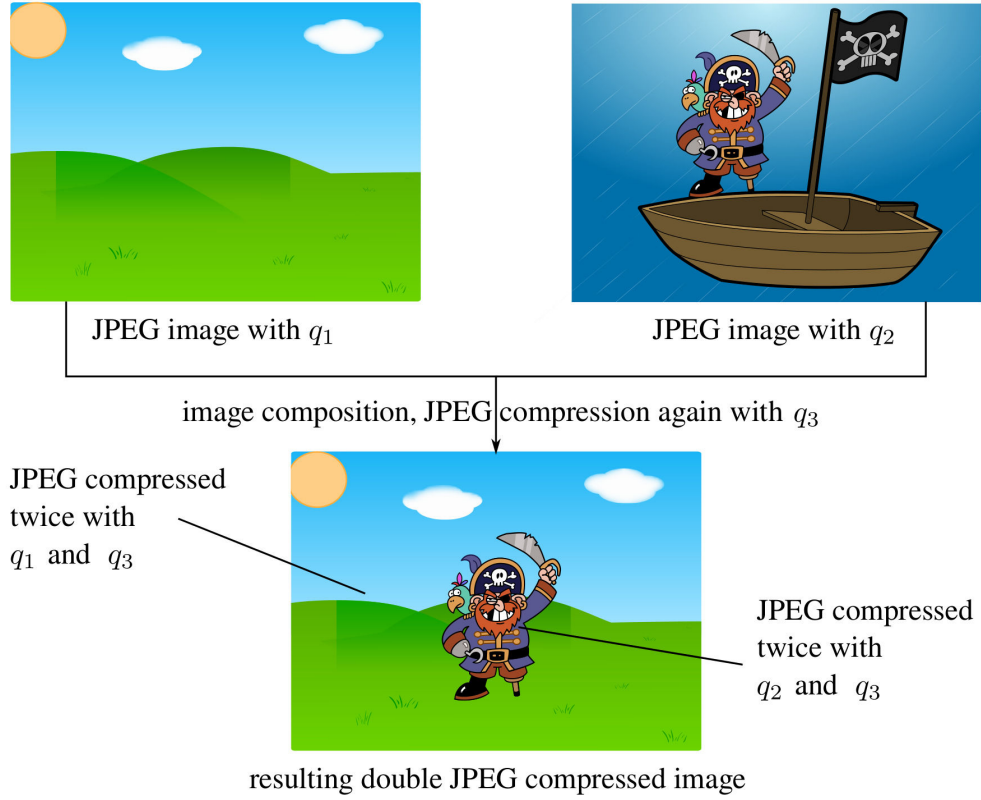 JPEG image with q₁
JPEG image with q₂
image composition, JPEG compression again with q₃
JPEG compressed
twice with
q₁ and q₃
JPEG compressed
twice with
q₂ and q₃
resulting double JPEG compressed image